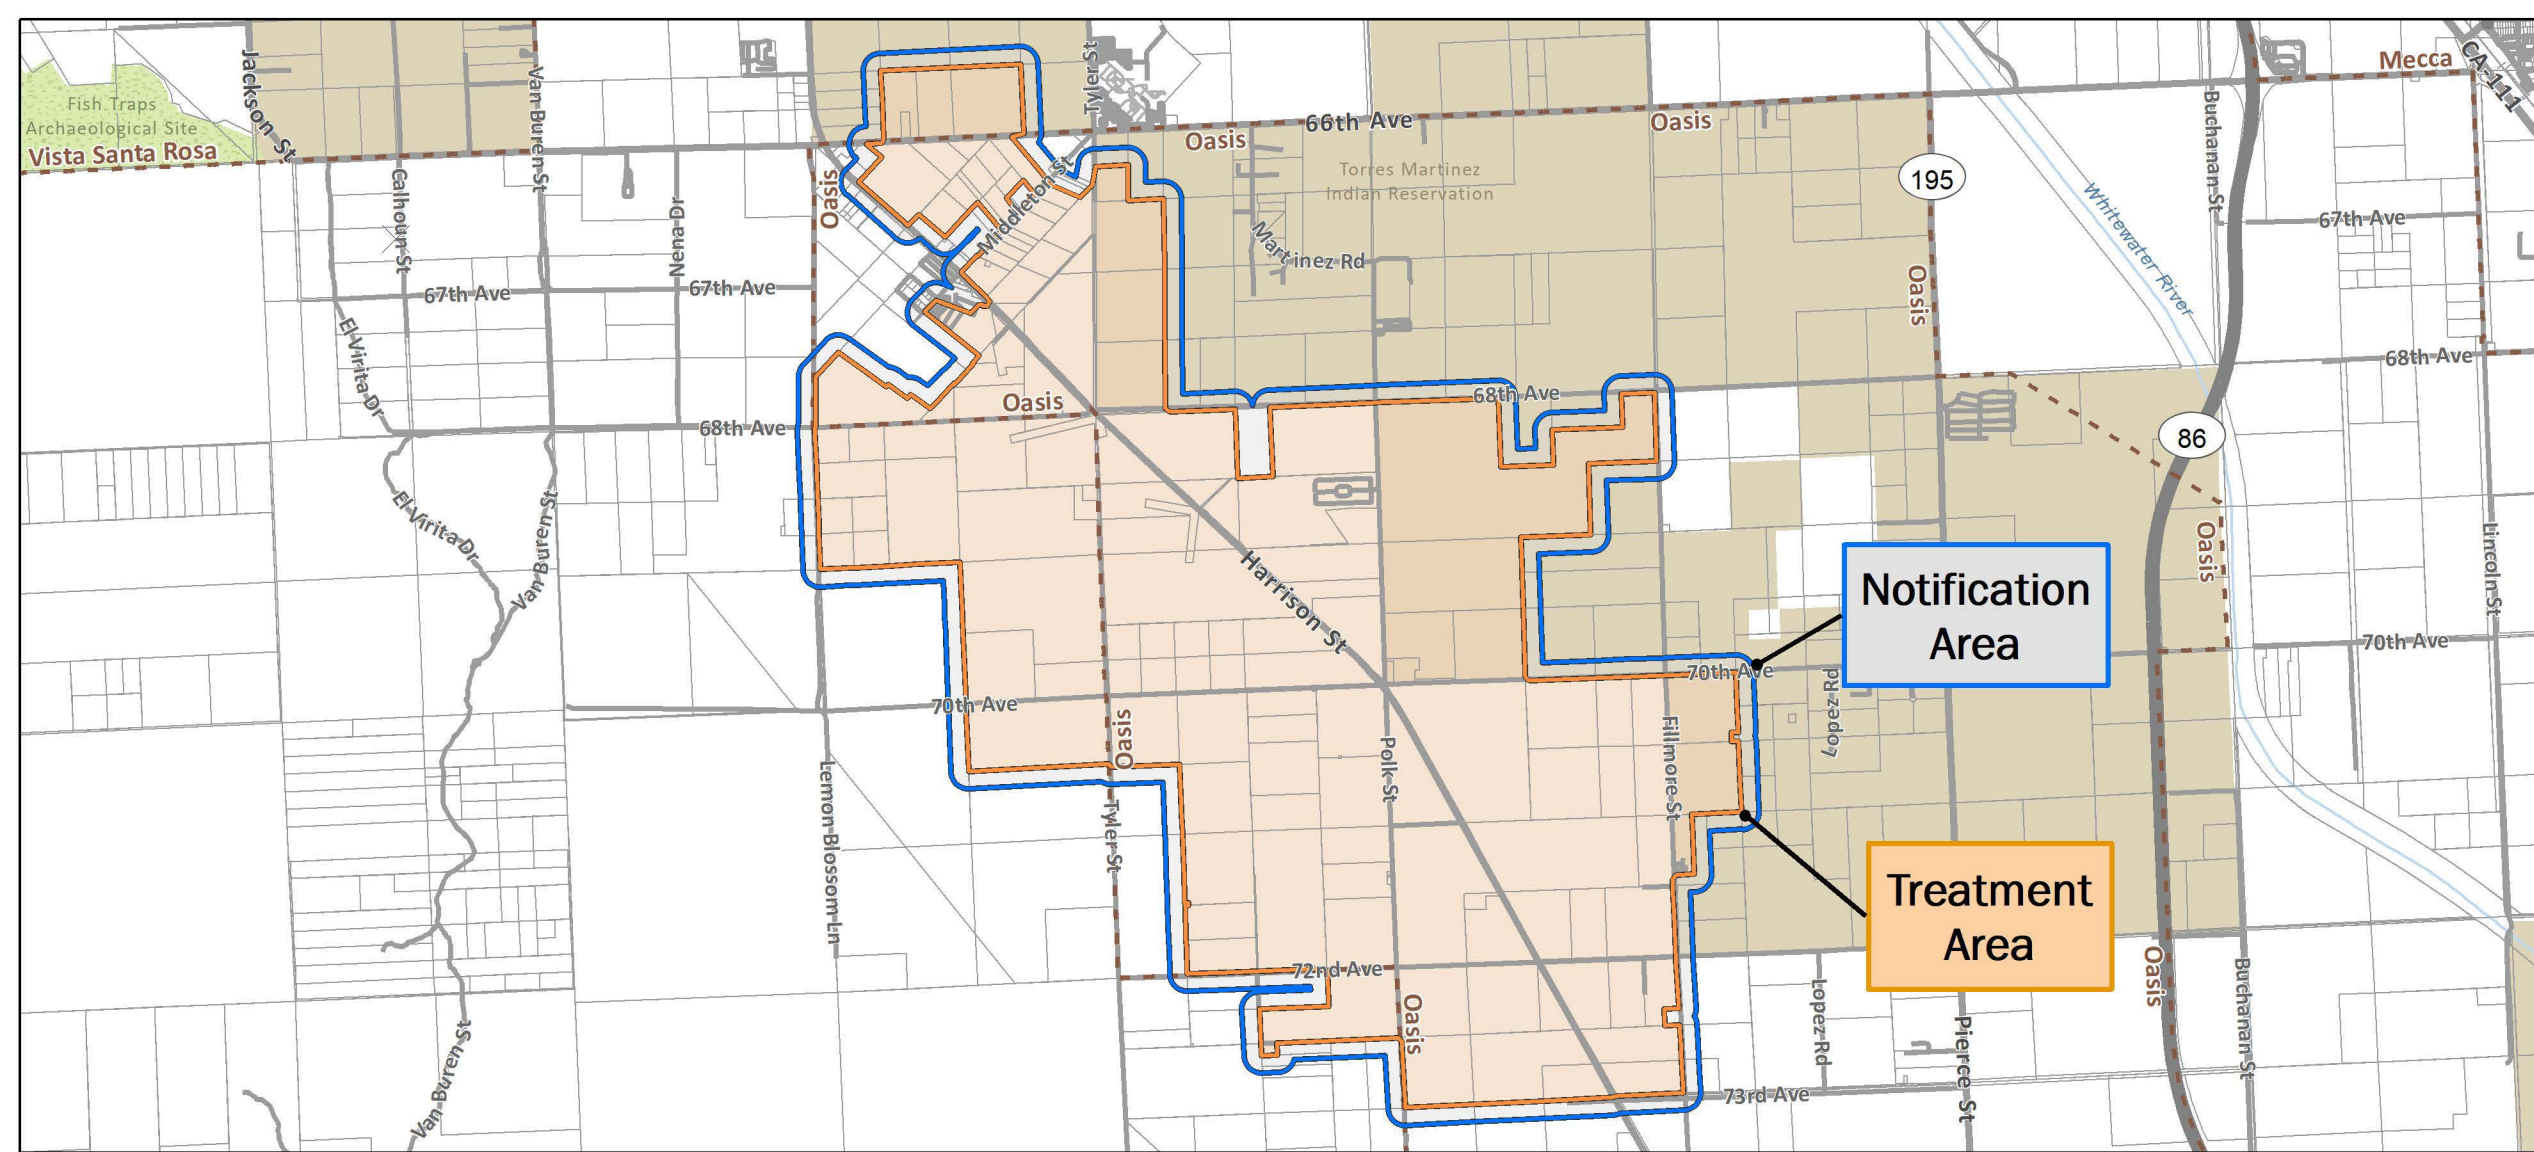 Jackson St
Van Buren St
Tyler St
Mecca
CA-111
Fish Traps
Archaeological Site
Vista Santa Rosa
Oasis
66th Ave
Oasis
Buchanan St
Calhoun St
Nena Dr
Oasis
Middleton St
Torres Martinez
Indian Reservation
195
Whitewater River
67th Ave
Martinez Rd
67th Ave
67th Ave
Oasis
El Virita Dr
68th Ave
68th Ave
Oasis
68th Ave
86
El Virita Dr
Van Buren St
Harrison St
Oasis
Lincoln St
Notification
Area
70th Ave
70th Ave
70th Ave
Oasis
Polk St
Fillmore St
Lopez Rd
Lemon Blossom Ln
Tyler St
Treatment
Area
72nd Ave
Oasis
Oasis
Lopez Rd
Pierce St
Buchanan St
Van Buren St
73rd Ave